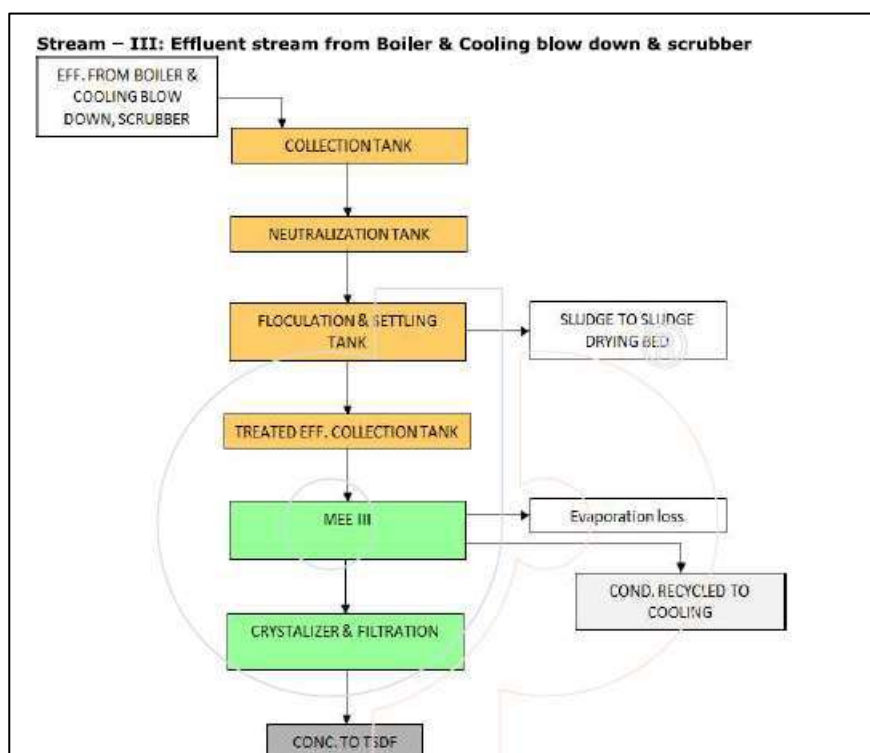 Stream – III: Effluent stream from Boiler & Cooling blow down & scrubber
EFF. FROM BOILER &
COOLING BLOW
DOWN, SCRUBBER
COLLECTION TANK
NEUTRALIZATION TANK
FLOCULATION & SETTLING
TANK
SLUDGE TO SLUDGE
DRYING BED
TREATED EFF. COLLECTION TANK
MEE III
Evaporation loss
COND. RECYCLED TO
COOLING
CRYSTALIZER & FILTRATION
CONC. TO TSDF